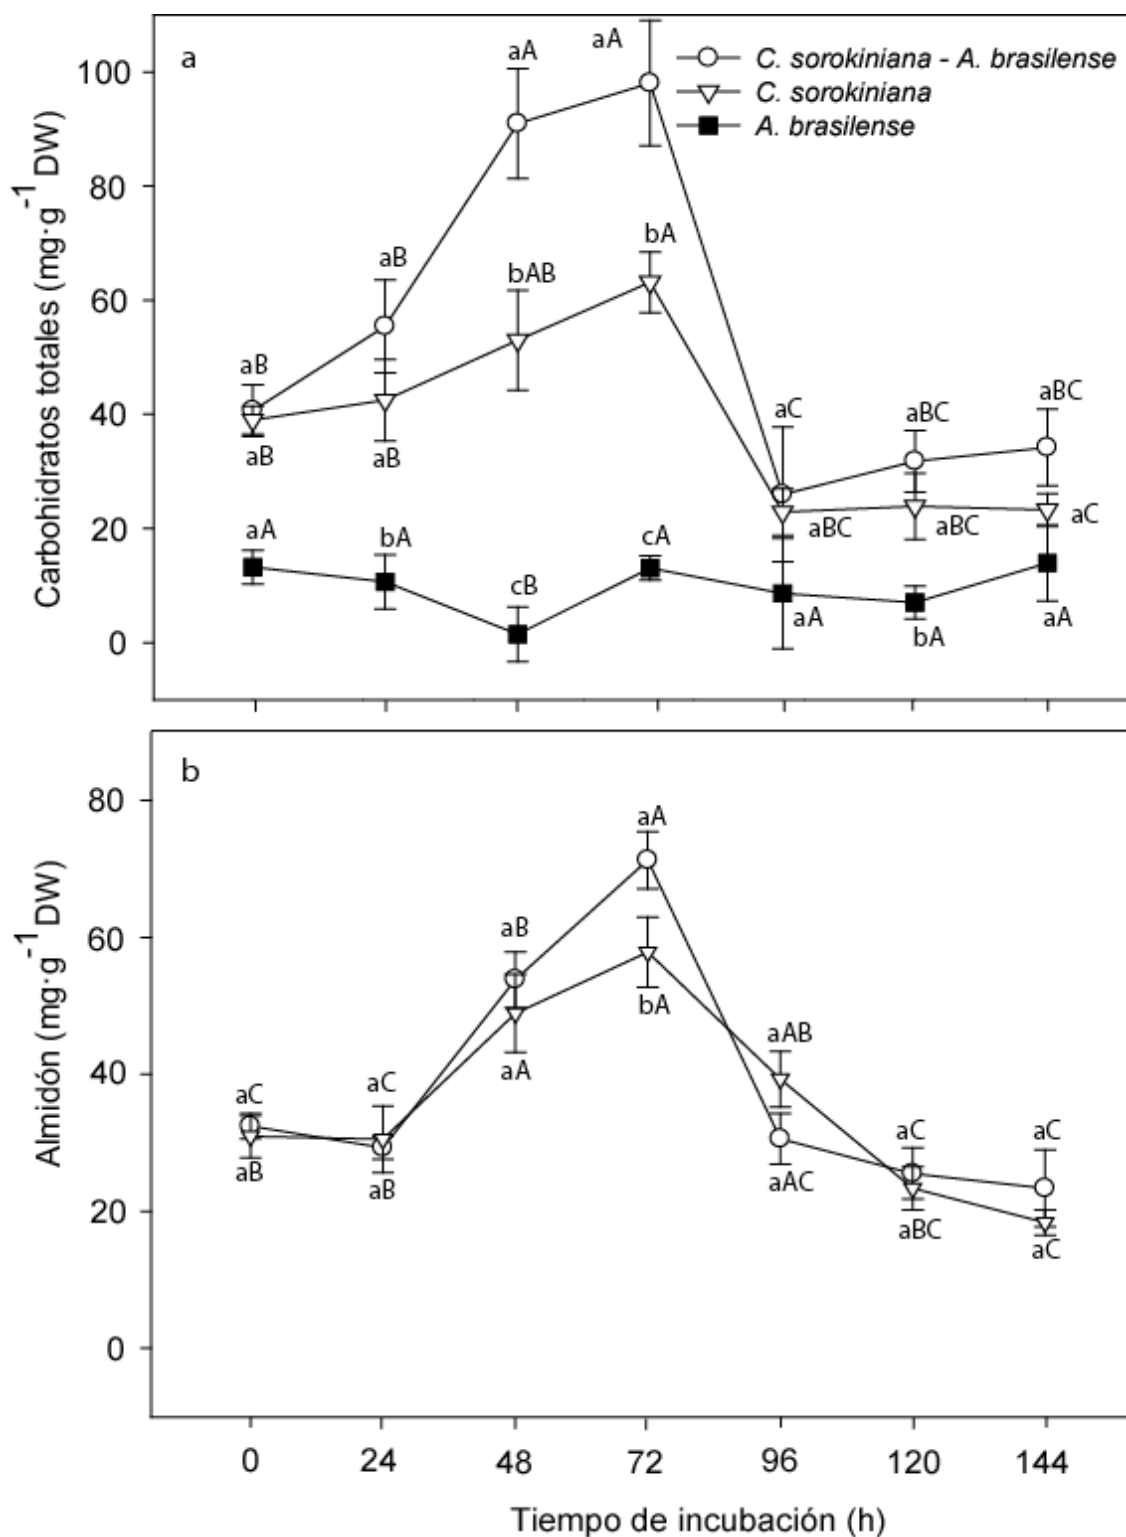 a
C. sorokiniana - A. brasilense
C. sorokiniana
A. brasilense
Carbohidratos totales (mg·g⁻¹ DW)
100
80
60
40
20
0
aB
aB
aA
aA
aC
aBC
aBC
aB
aB
bAB
bA
aBC
aBC
aC
aA
bA
cB
cA
aA
bA
aA
b
Almidón (mg·g⁻¹ DW)
80
60
40
20
0
aC
aC
aB
aA
aAB
aC
aC
aB
aB
aA
bA
aAC
aBC
aC
0 24 48 72 96 120 144
Tiempo de incubación (h)